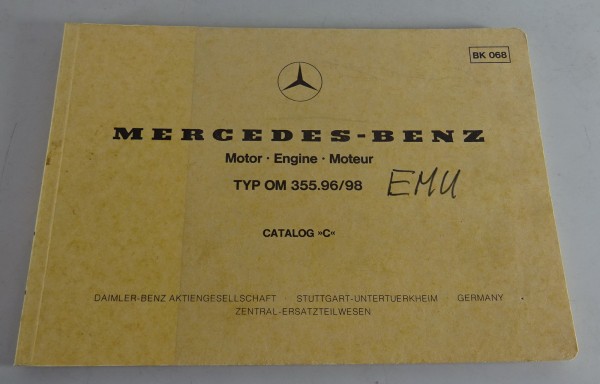 BK 068
MERCEDES-BENZ
Motor · Engine · Moteur
TYP OM 355.96/98 EMU
CATALOG »C«
DAIMLER-BENZ AKTIENGESELLSCHAFT STUTTGART-UNTERTUERKHEIM GERMANY
ZENTRAL-ERSATZTEILWESEN